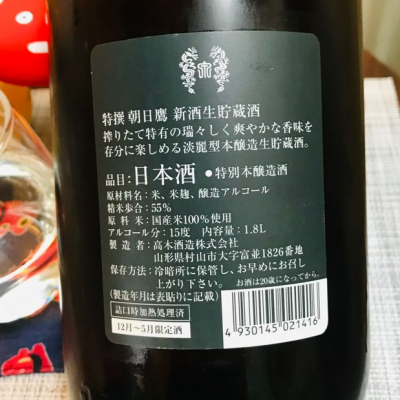 特撰 朝日鷹 新酒生貯蔵酒
搾りたて特有の瑞々しく爽やかな香味を
存分に楽しめる淡麗型本醸造生貯蔵酒。
品目:日本酒 ●特別本醸造酒
原材料名:米、米麹、醸造アルコール
精米歩合:55%
原料米:国産米100%使用
アルコール分:15度 内容量:1.8L
製造者:高木酒造株式会社
山形県村山市大字富並1826番地
保存方法:冷暗所に保管し、お早めにお召し
上がり下さい。 お酒は20歳になってから。
(製造年月は表貼りに記載)
詰口時加熱処理済
12月〜5月限定酒
4 930145 021416